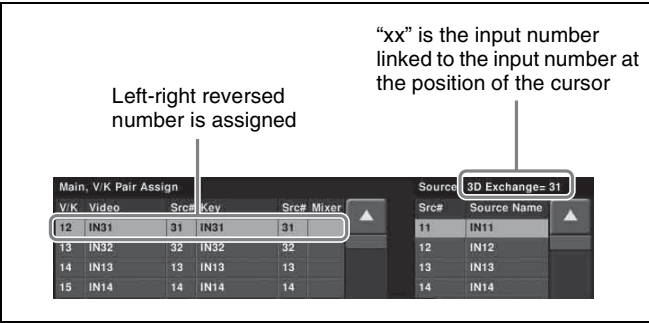 “xx” is the input number
linked to the input number at
the position of the cursor
Left-right reversed
number is assigned
Main, V/K Pair Assign
Source 3D Exchange= 31
V/K Video Src# Key Src# Mixer
Src# Source Name
12 IN31 31 IN31 31
11 IN11
13 IN32 32 IN32 32
12 IN12
14 IN13 13 IN13 13
13 IN13
15 IN14 14 IN14 14
14 IN14